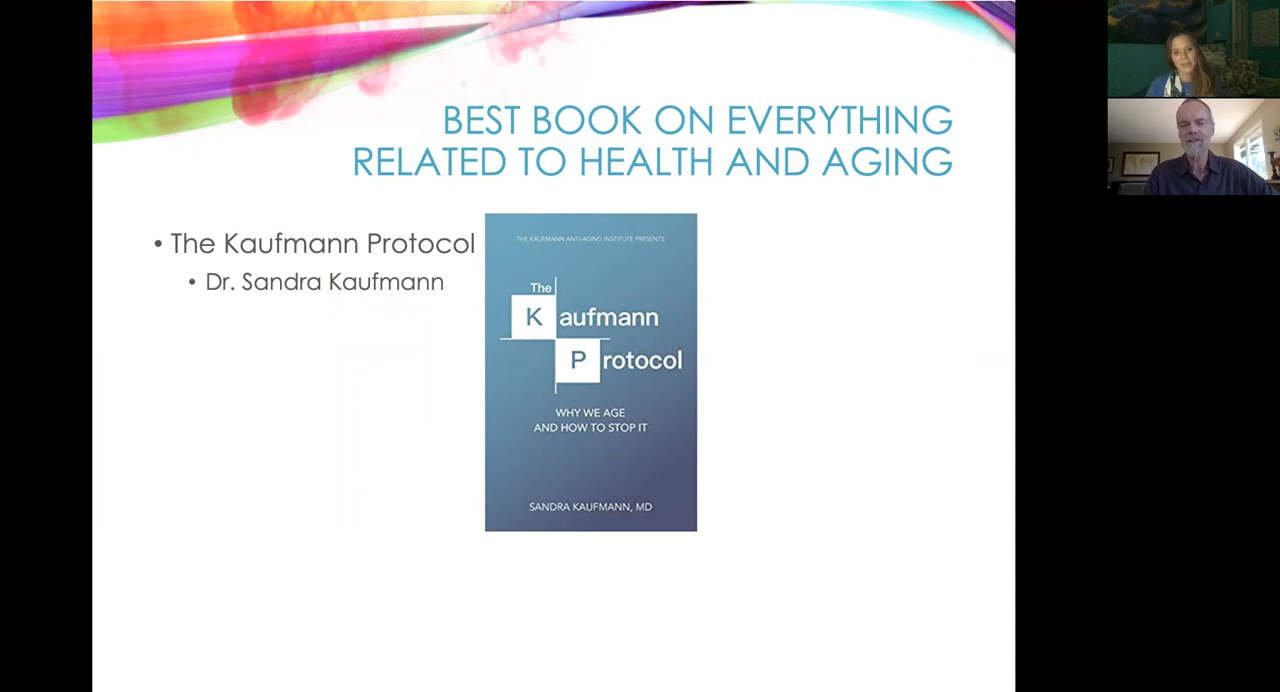 BEST BOOK ON EVERYTHING
RELATED TO HEALTH AND AGING
• The Kaufmann Protocol
• Dr. Sandra Kaufmann
THE KAUFMANN ANTI-AGING INSTITUTE PRESENTS
The
Kaufmann
Protocol
WHY WE AGE
AND HOW TO STOP IT
SANDRA KAUFMANN, MD